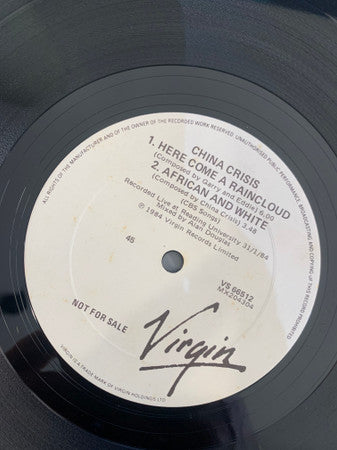 ALL RIGHTS OF THE MANUFACTURER AND OF THE OWNER OF THE RECORDED WORK RESERVED. UNAUTHORISED PUBLIC PERFORMANCE, BROADCASTING AND COPYING OF THIS RECORD PROHIBITED
CHINA CRISIS
1. HERE COME A RAINCLOUD
(Composed by Garry and Eddie) 6.00
2. AFRICAN AND WHITE
(Composed by China Crisis) 3.48
(CBS Songs)
Recorded Live at Reading University 31/1/84
Mixed by Alan Douglas
℗ 1984 Virgin Records Limited
45
VS 66512
MX204304
NOT FOR SALE
Virgin
VIRGIN IS A TRADE MARK OF VIRGIN HOLDINGS LTD